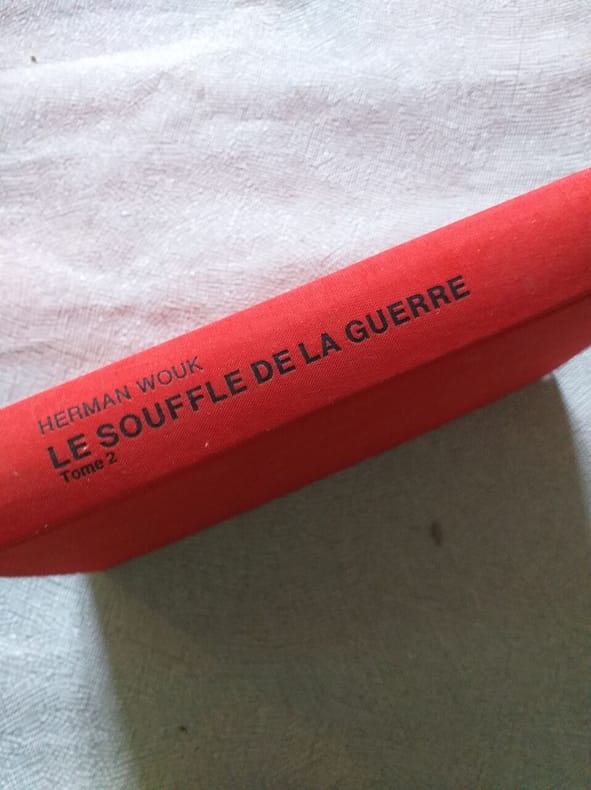 HERMAN WOUK
LE SOUFFLE DE LA GUERRE
Tome 2